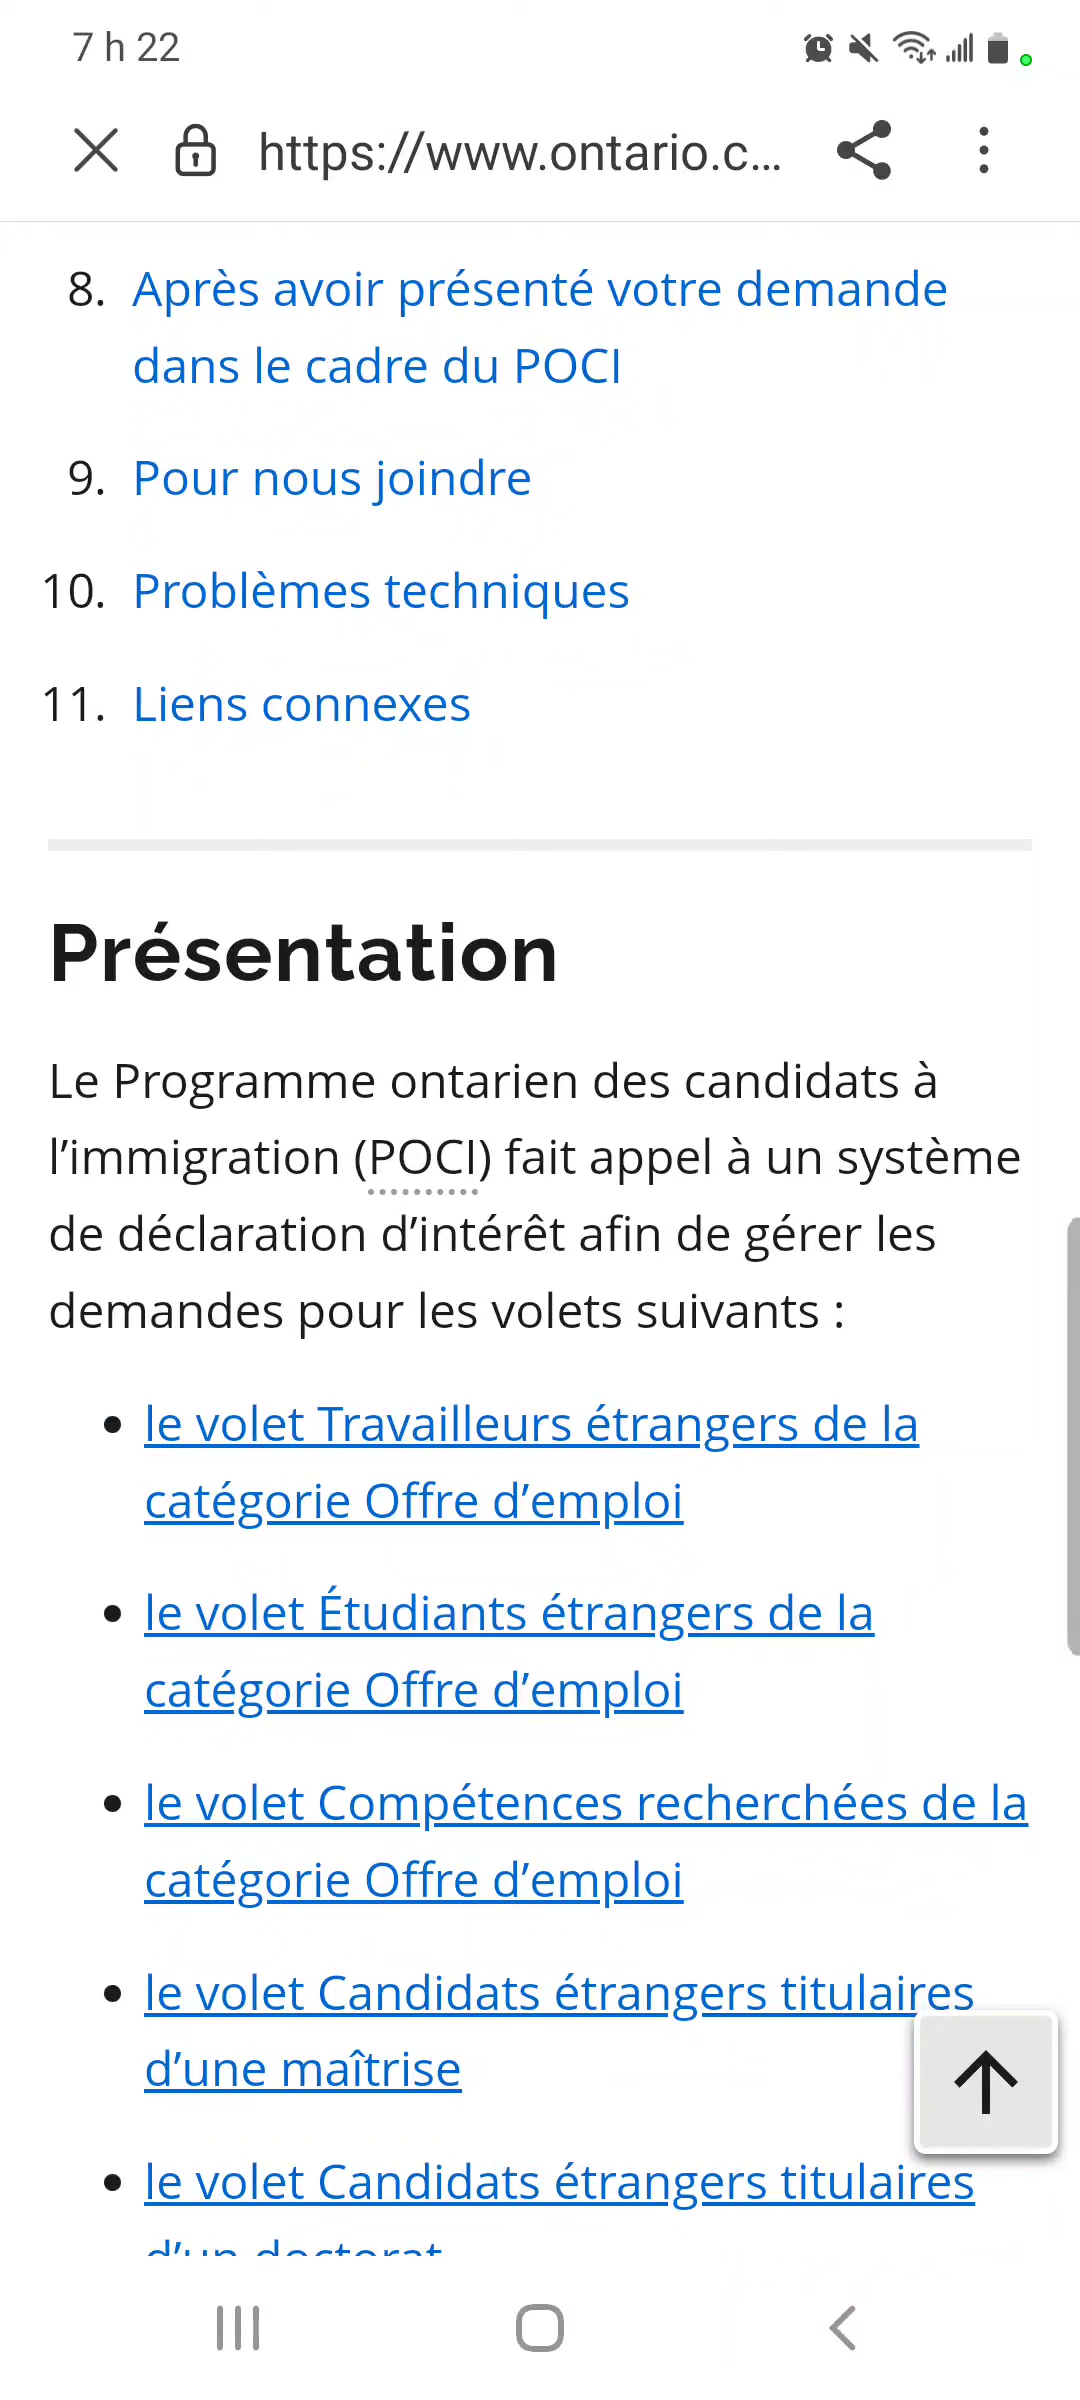 7 h 22
https://www.ontario.c...
8. Après avoir présenté votre demande
dans le cadre du POCI
9. Pour nous joindre
10. Problèmes techniques
11. Liens connexes
Présentation
Le Programme ontarien des candidats à
l’immigration (POCI) fait appel à un système
de déclaration d’intérêt afin de gérer les
demandes pour les volets suivants :
• le volet Travailleurs étrangers de la
catégorie Offre d’emploi
• le volet Étudiants étrangers de la
catégorie Offre d’emploi
• le volet Compétences recherchées de la
catégorie Offre d’emploi
• le volet Candidats étrangers titulaires
d’une maîtrise
• le volet Candidats étrangers titulaires
d’un doctorat